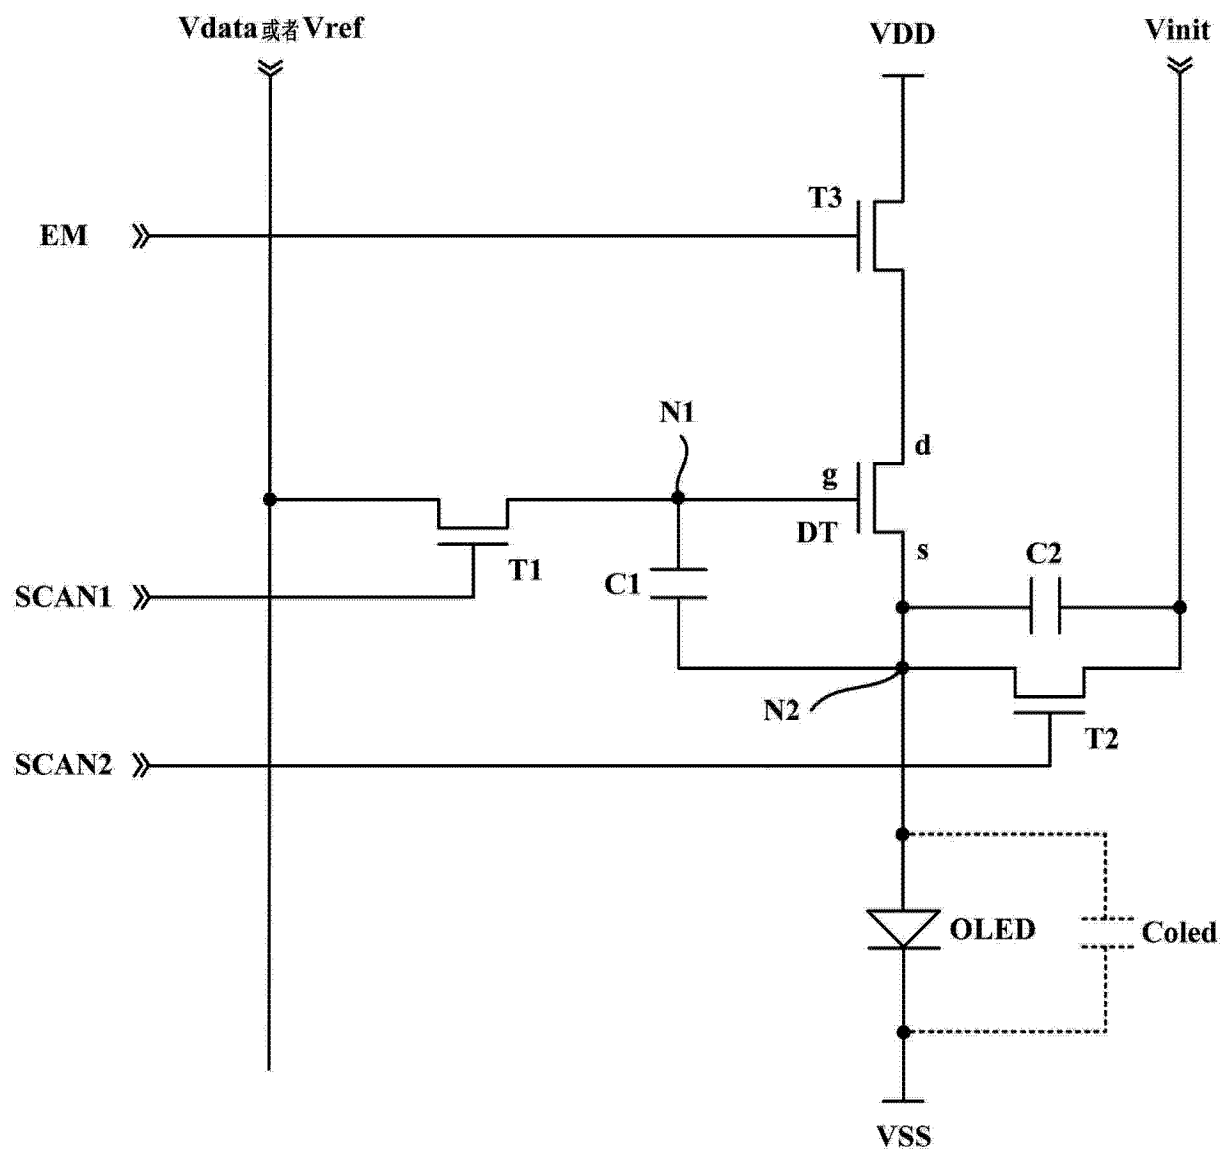 Vdata或者Vref
VDD
Vinit
T3
EM
N1
d
g
DT
s
C2
T1
C1
SCAN1
N2
T2
SCAN2
OLED
Coled
VSS